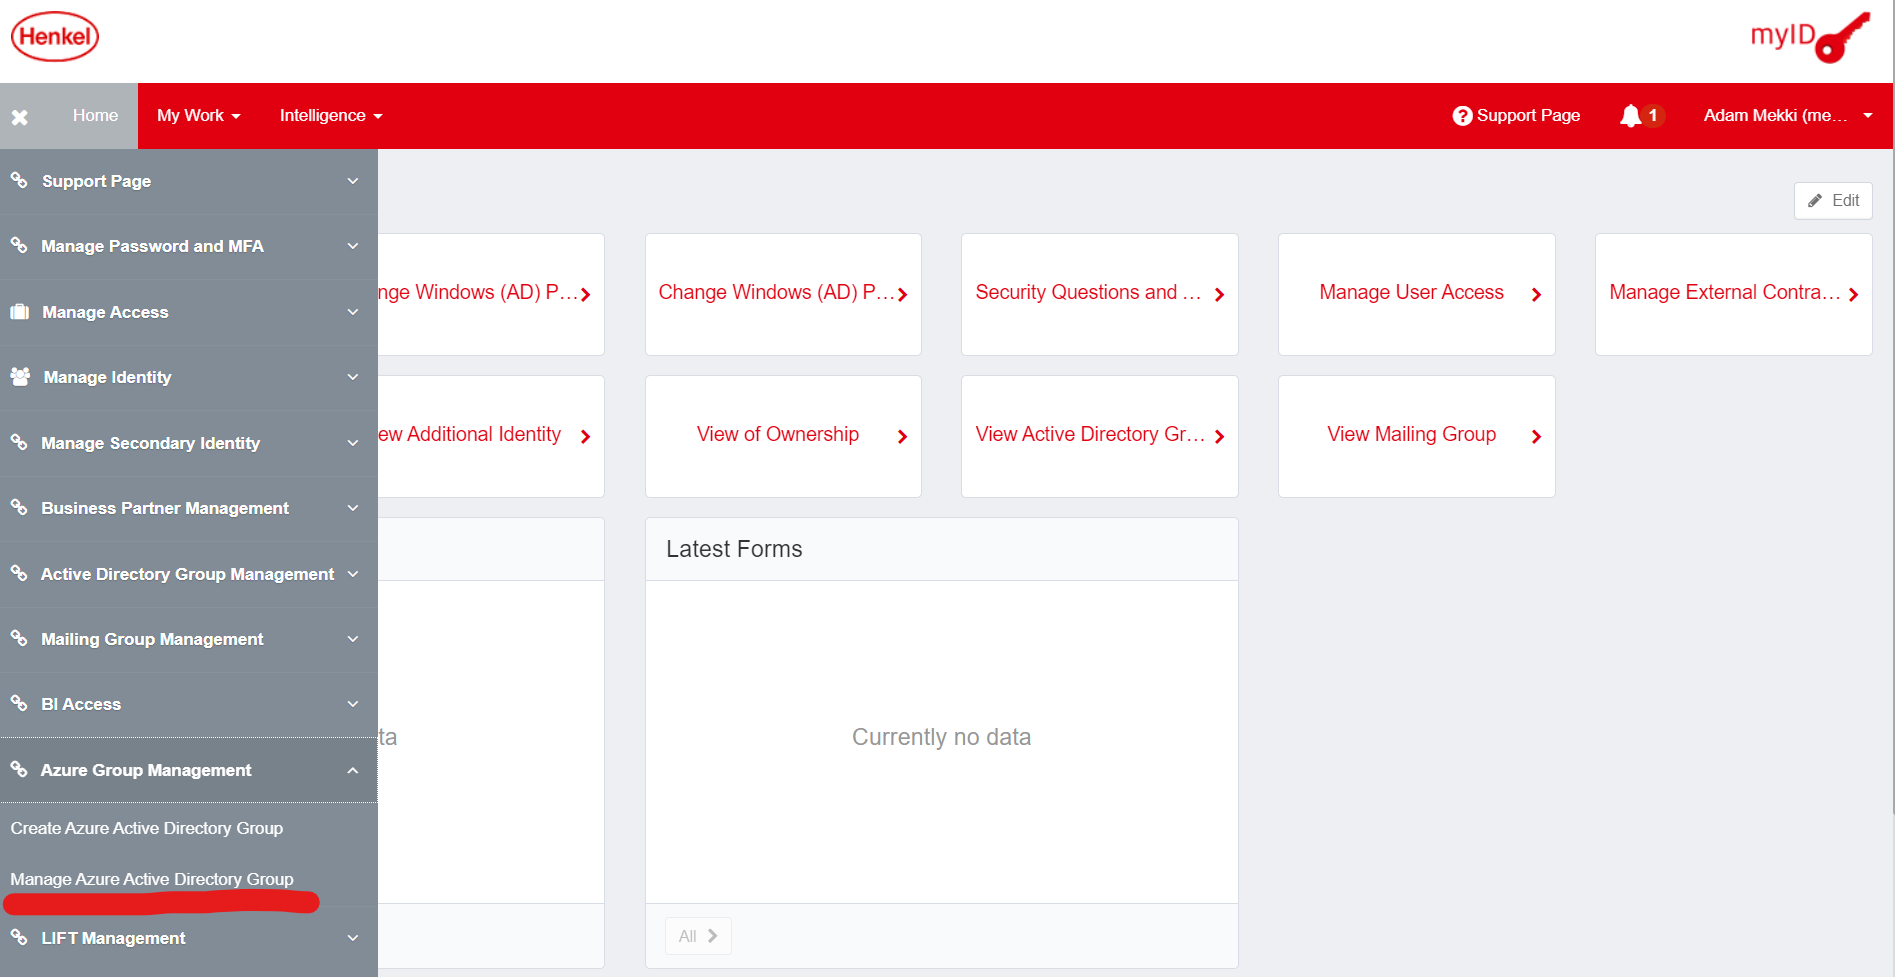 Henkel
myID
Home
My Work
Intelligence
? Support Page
1
Adam Mekki (me...
Support Page
Manage Password and MFA
Manage Access
Manage Identity
Manage Secondary Identity
Business Partner Management
Active Directory Group Management
Mailing Group Management
BI Access
Azure Group Management
Create Azure Active Directory Group
Manage Azure Active Directory Group
LIFT Management
Edit
nge Windows (AD) P...
Change Windows (AD) P...
Security Questions and ...
Manage User Access
Manage External Contra...
ew Additional Identity
View of Ownership
View Active Directory Gr...
View Mailing Group
ta
Latest Forms
Currently no data
All